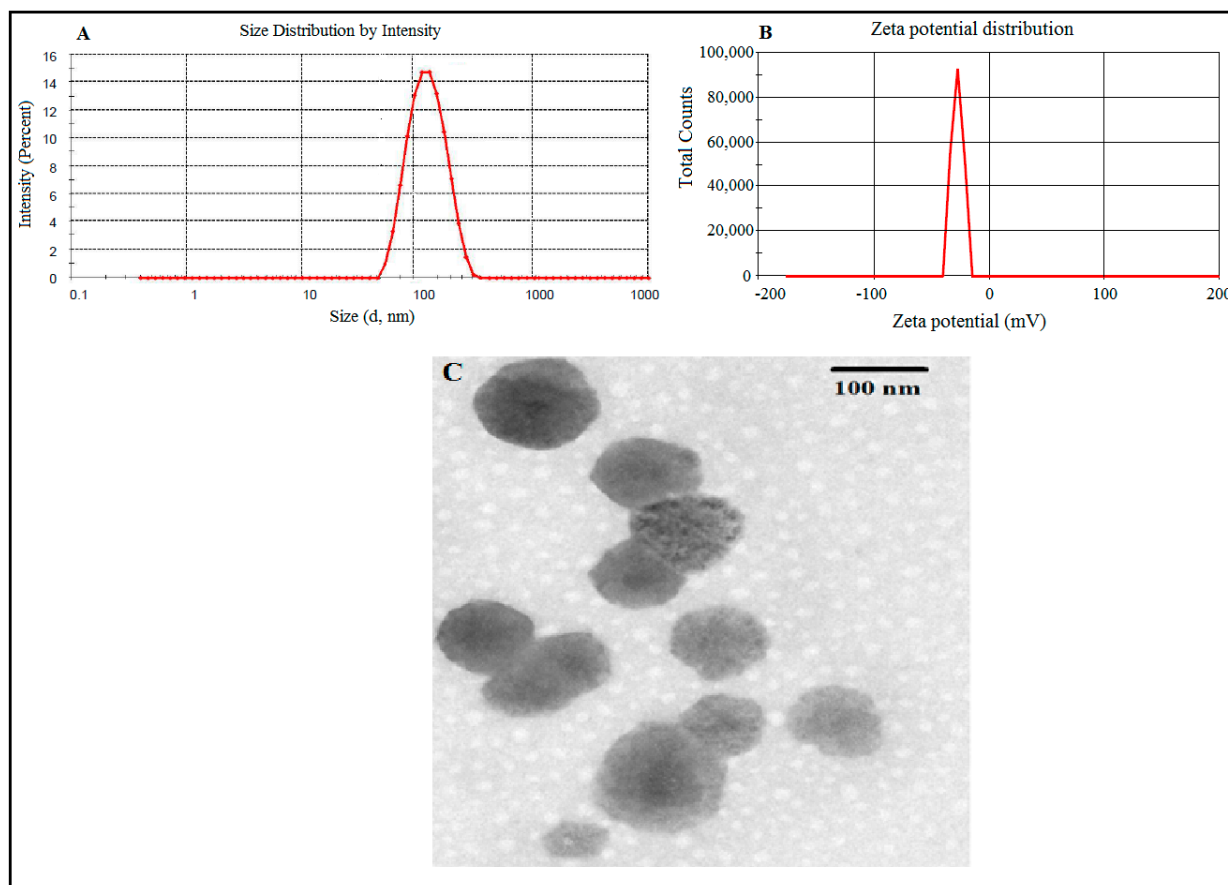 A
Size Distribution by Intensity
Intensity (Percent)
16
14
12
10
8
6
4
2
0
0.1 1 10 100 1000 1000
Size (d, nm)
B
Zeta potential distribution
Total Counts
100,000
80,000
60,000
40,000
20,000
0
-200 -100 0 100 200
Zeta potential (mV)
C
100 nm